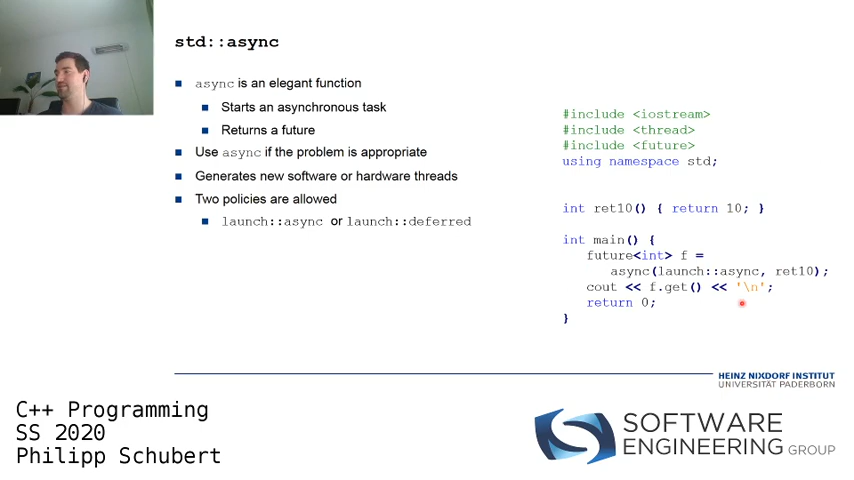 std::async
async is an elegant function
Starts an asynchronous task
Returns a future
Use async if the problem is appropriate
Generates new software or hardware threads
Two policies are allowed
launch::async or launch::deferred
#include <iostream>
#include <thread>
#include <future>
using namespace std;
int ret10() { return 10; }
int main() {
future<int> f =
async(launch::async, ret10);
cout << f.get() << '\n';
return 0;
}
HEINZ NIXDORF INSTITUT
UNIVERSITÄT PADERBORN
C++ Programming
SS 2020
Philipp Schubert
SOFTWARE
ENGINEERING GROUP